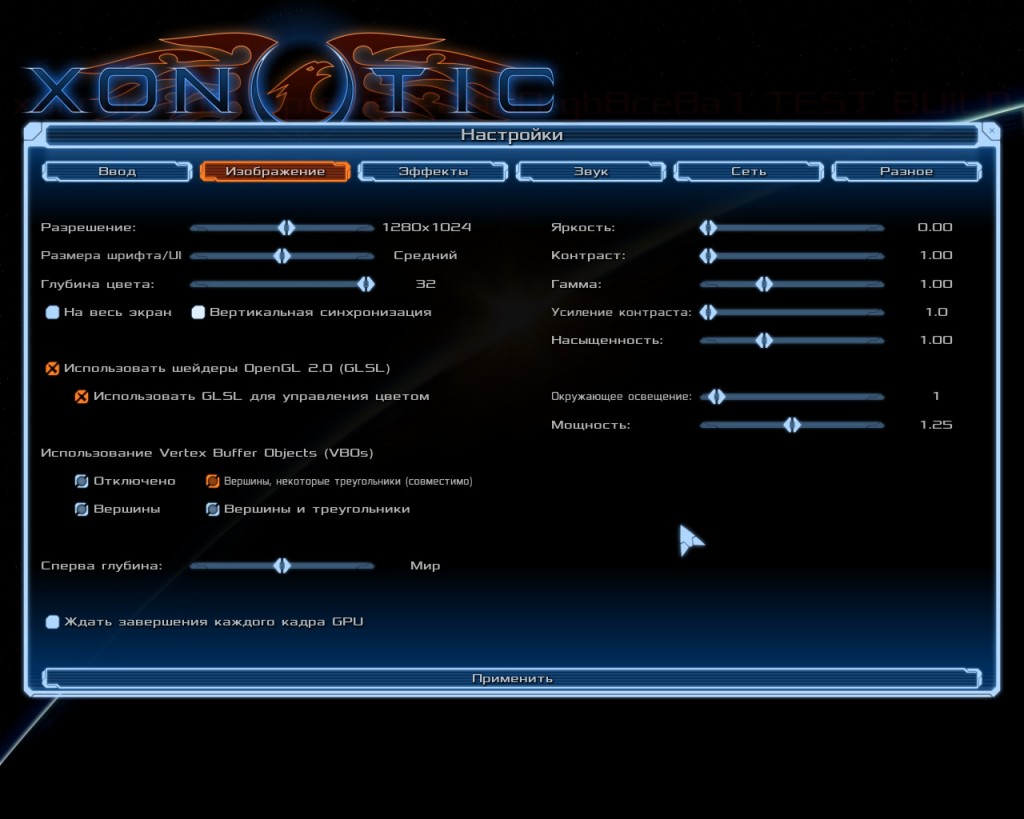 XONOTIC
TEST BUILD
Настройки
Ввод Изображение Эффекты Звук Сеть Разное
Разрешение: 1280x1024
Размера шрифта/UI Средний
Глубина цвета: 32
На весь экран Вертикальная синхронизация
Использовать шейдеры OpenGL 2.0 (GLSL)
Использовать GLSL для управления цветом
Использование Vertex Buffer Objects (VBOs)
Отключено Вершины, некоторые треугольники (совместимо)
Вершины Вершины и треугольники
Сперва глубина: Мир
Ждать завершения каждого кадра GPU
Яркость: 0.00
Контраст: 1.00
Гамма: 1.00
Усиление контраста: 1.0
Насыщенность: 1.00
Окружающее освещение: 1
Мощность: 1.25
Применить